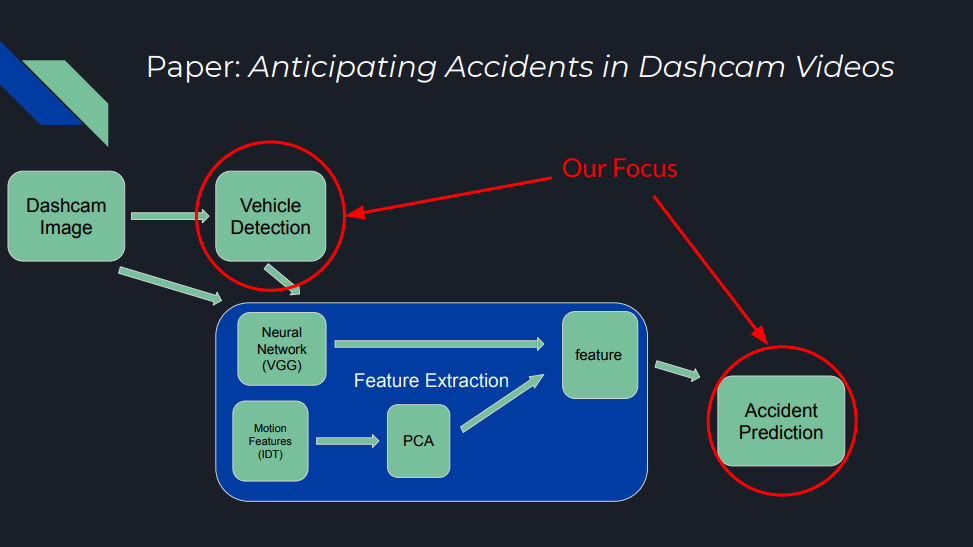 Paper: Anticipating Accidents in Dashcam Videos
Our Focus
Dashcam
Image
Vehicle
Detection
Neural
Network
(VGG)
feature
Feature Extraction
Motion
Features
(IDT)
PCA
Accident
Prediction